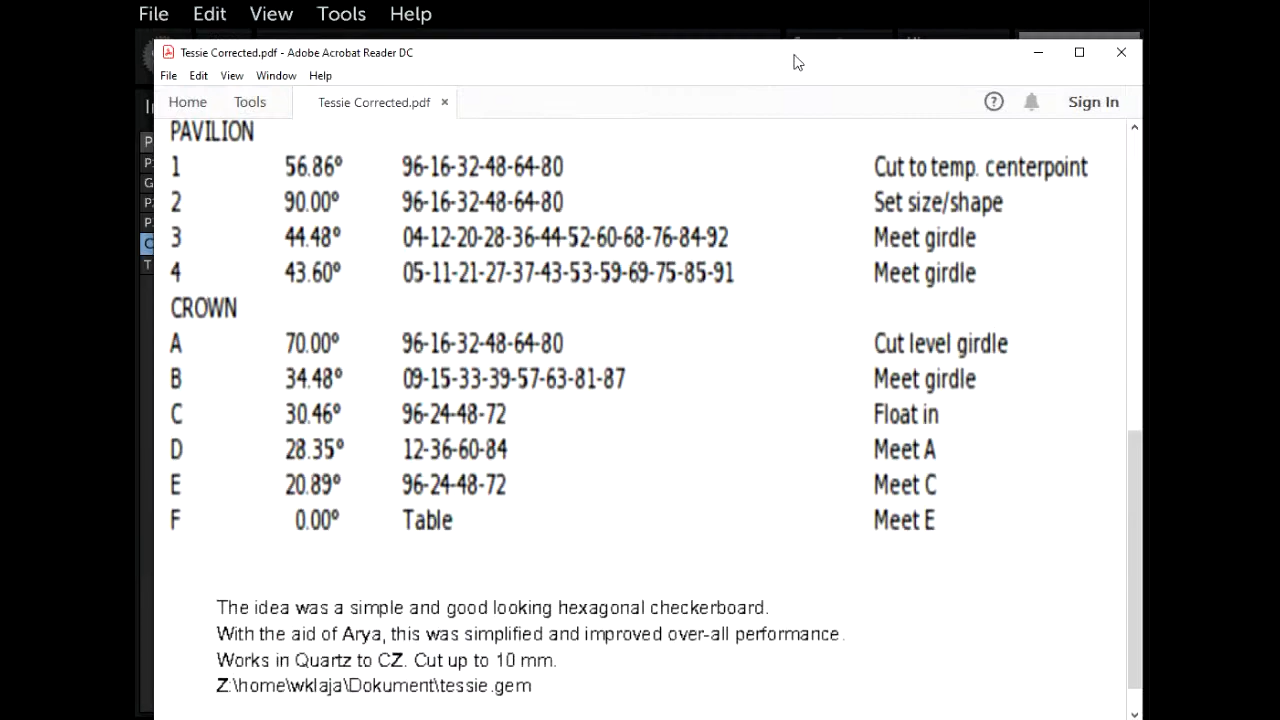 File Edit View Tools Help
Tessie Corrected.pdf - Adobe Acrobat Reader DC
File Edit View Window Help
Home Tools Tessie Corrected.pdf × Sign In
PAVILION
1 56.86° 96-16-32-48-64-80 Cut to temp. centerpoint
2 90.00° 96-16-32-48-64-80 Set size/shape
3 44.48° 04-12-20-28-36-44-52-60-68-76-84-92 Meet girdle
4 43.60° 05-11-21-27-37-43-53-59-69-75-85-91 Meet girdle
CROWN
A 70.00° 96-16-32-48-64-80 Cut level girdle
B 34.48° 09-15-33-39-57-63-81-87 Meet girdle
C 30.46° 96-24-48-72 Float in
D 28.35° 12-36-60-84 Meet A
E 20.89° 96-24-48-72 Meet C
F 0.00° Table Meet E
The idea was a simple and good looking hexagonal checkerboard.
With the aid of Arya, this was simplified and improved over-all performance.
Works in Quartz to CZ. Cut up to 10 mm.
Z:\home\wklaja\Dokument\tessie.gem